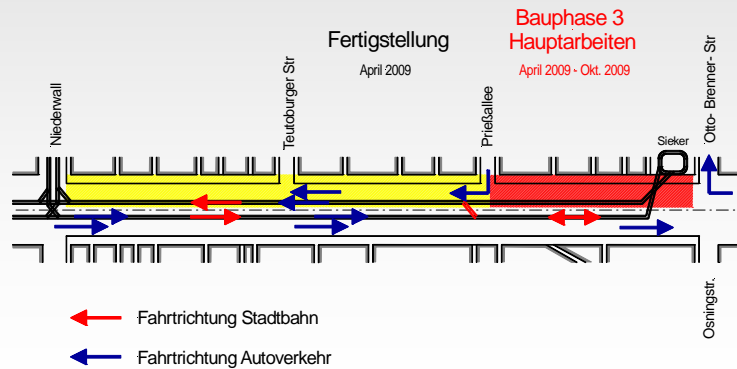 Fertigstellung
April 2009
Bauphase 3
Hauptarbeiten
April 2009 - Okt. 2009
Niederwall
Teutoburger Str
Prießallee
Sieker
Otto- Brenner- Str
Osningstr.
Fahrtrichtung Stadtbahn
Fahrtrichtung Autoverkehr